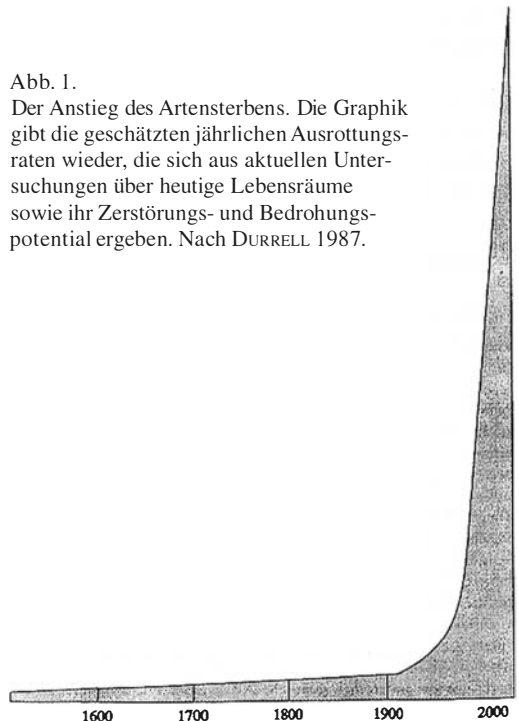 Abb. 1.
Der Anstieg des Artensterbens. Die Graphik
gibt die geschätzten jährlichen Ausrottungs-
raten wieder, die sich aus aktuellen Unter-
suchungen über heutige Lebensräume
sowie ihr Zerstörungs- und Bedrohungs-
potential ergeben. Nach DURRELL 1987.
1600 1700 1800 1900 2000